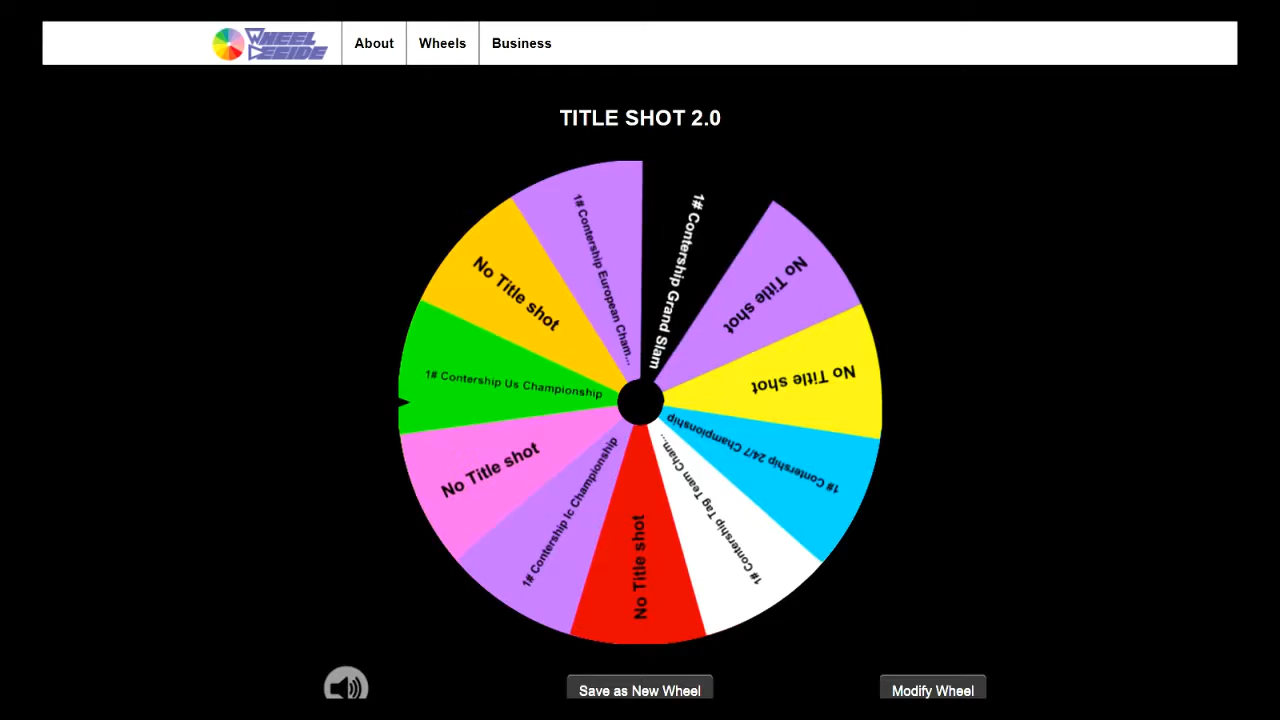 WHEEL
DECIDE
About
Wheels
Business
TITLE SHOT 2.0
1# Contership Grand Slam
No Title shot
No Title shot
1# Contership 24/7 Championship
1# Contership Tag Team Cham...
No Title shot
1# Contership Ic Championship
No Title shot
1# Contership Us Championship
No Title shot
1# Contership European Cham...
Save as New Wheel
Modify Wheel